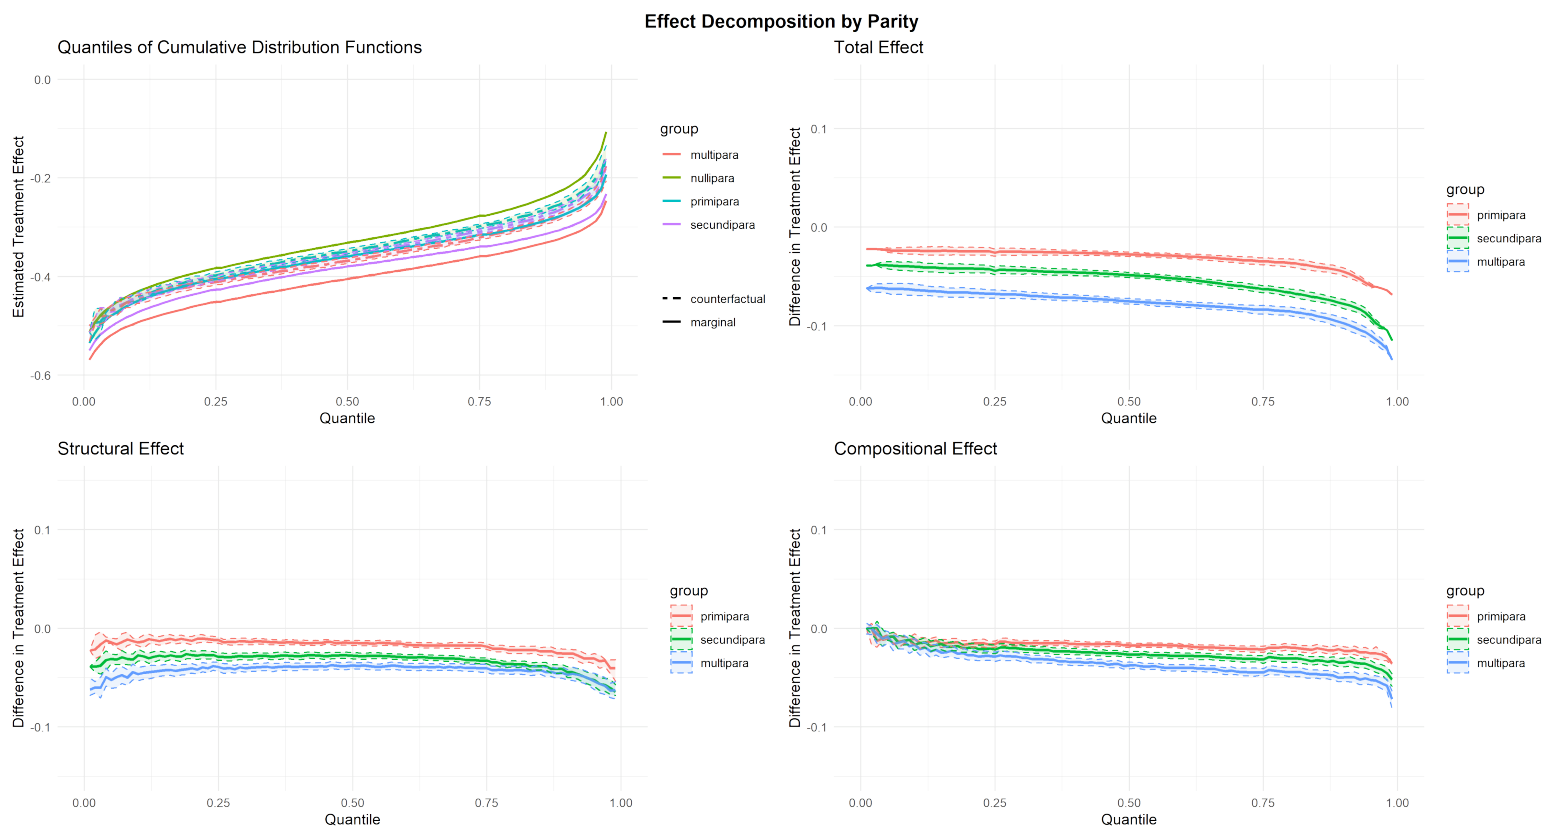 Effect Decomposition by Parity
Quantiles of Cumulative Distribution Functions
Estimated Treatment Effect
0.0
-0.2
-0.4
-0.6
0.00
0.25
0.50
0.75
1.00
Quantile
group
multipara
nullipara
primipara
secundipara
counterfactual
marginal
Total Effect
Difference in Treatment Effect
0.1
0.0
-0.1
0.00
0.25
0.50
0.75
1.00
Quantile
group
primipara
secundipara
multipara
Structural Effect
Difference in Treatment Effect
0.1
0.0
-0.1
0.00
0.25
0.50
0.75
1.00
Quantile
group
primipara
secundipara
multipara
Compositional Effect
Difference in Treatment Effect
0.1
0.0
-0.1
0.00
0.25
0.50
0.75
1.00
Quantile
group
primipara
secundipara
multipara